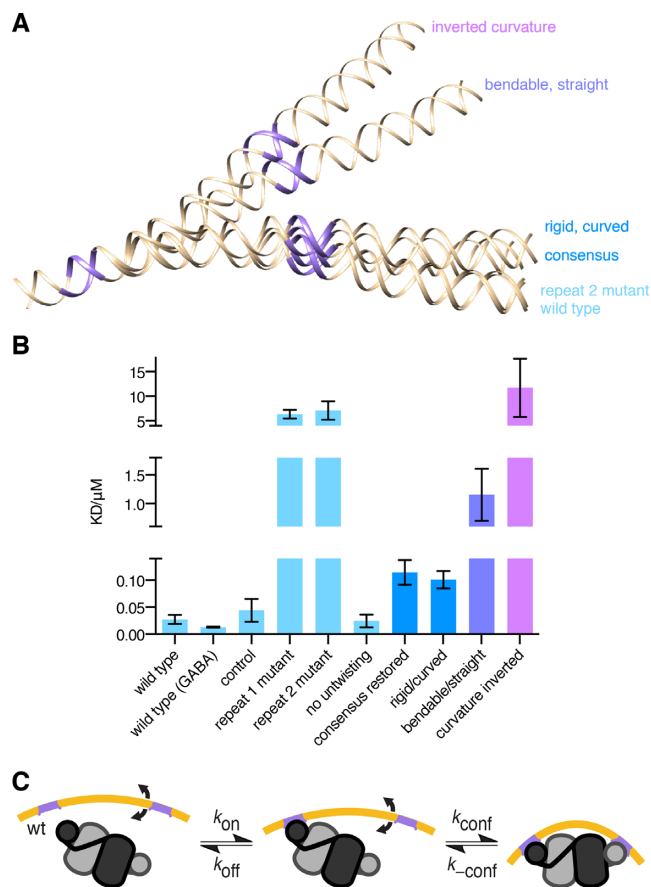 A
inverted curvature
bendable, straight
rigid, curved
consensus
repeat 2 mutant
wild type
B
KD/μM
15
10
5
1.5
1.0
0.10
0.05
0.00
wild type
wild type (GABA)
control
repeat 1 mutant
repeat 2 mutant
no untwisting
consensus restored
rigid/curved
bendable/straight
curvature inverted
C
wt
kon
koff
kconf
k–conf